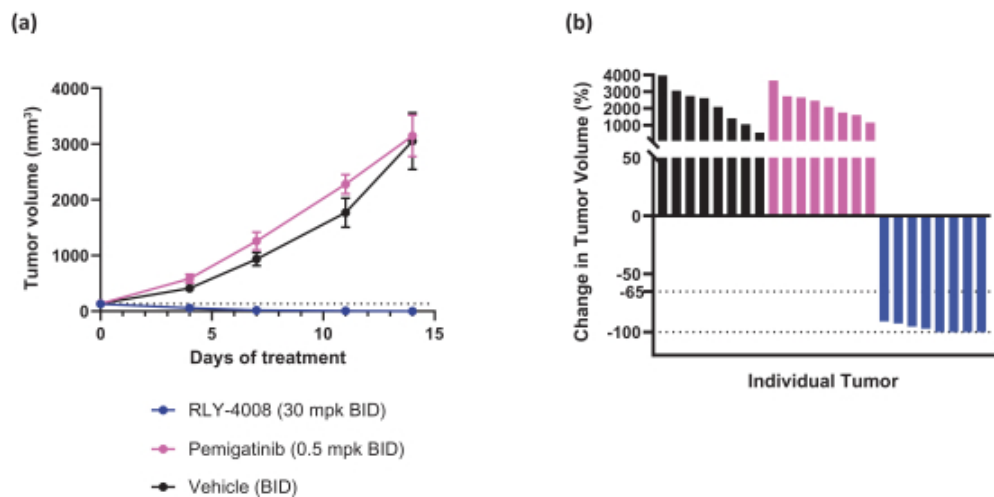 (a)
Tumor volume (mm³)
4000
3000
2000
1000
0
0 5 10 15
Days of treatment
RLY-4008 (30 mpk BID)
Pemigatinib (0.5 mpk BID)
Vehicle (BID)
(b)
Change in Tumor Volume (%)
4000
3000
2000
1000
50
0
-50
-65
-100
Individual Tumor